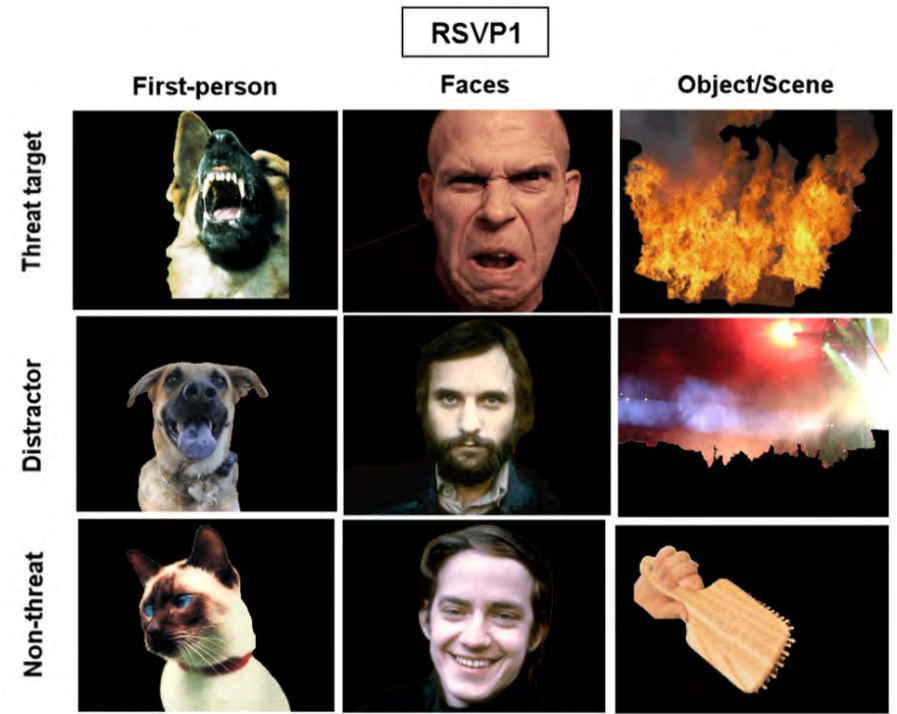 RSVP1
First-person
Faces
Object/Scene
Threat target
Distractor
Non-threat